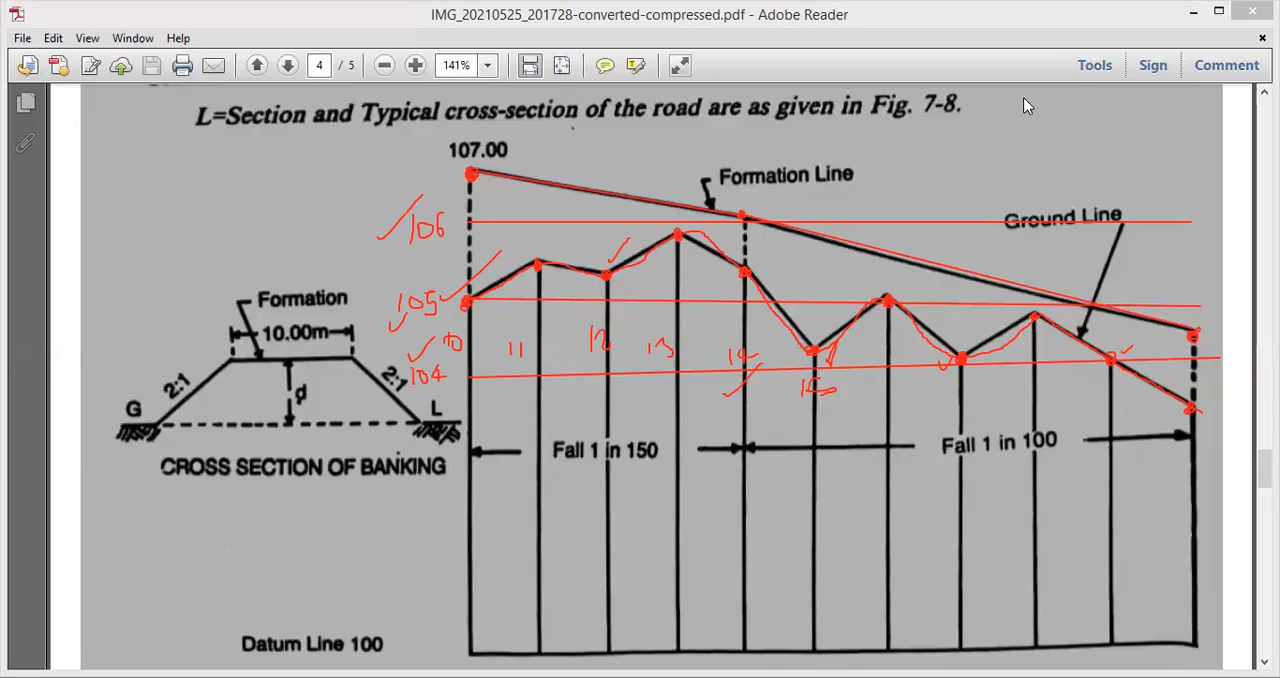 IMG_20210525_201728-converted-compressed.pdf - Adobe Reader
File Edit View Window Help
4 / 5 141% Tools Sign Comment
L=Section and Typical cross-section of the road are as given in Fig. 7-8.
107.00
Formation Line
106
Ground Line
Formation
105
10.00m
10 11 12 13 14
104
15
2:1
d
2:1
G
L
CROSS SECTION OF BANKING
Fall 1 in 150
Fall 1 in 100
Datum Line 100